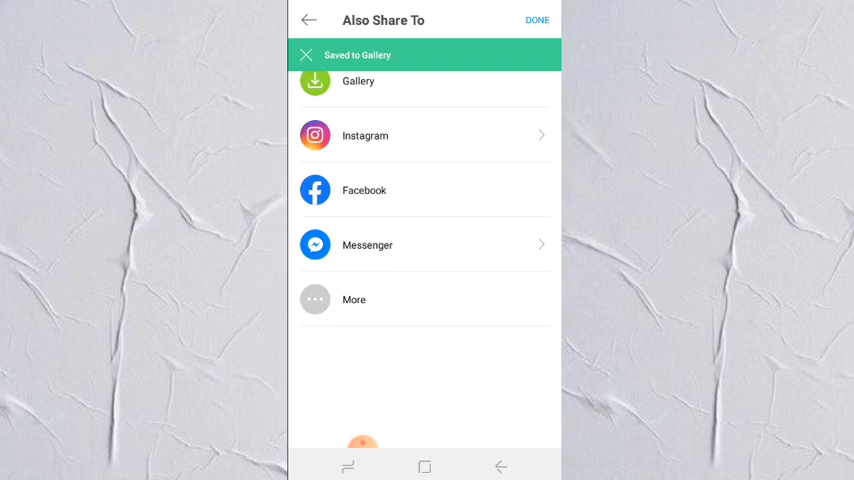 Also Share To
DONE
Saved to Gallery
Gallery
Instagram
Facebook
Messenger
More